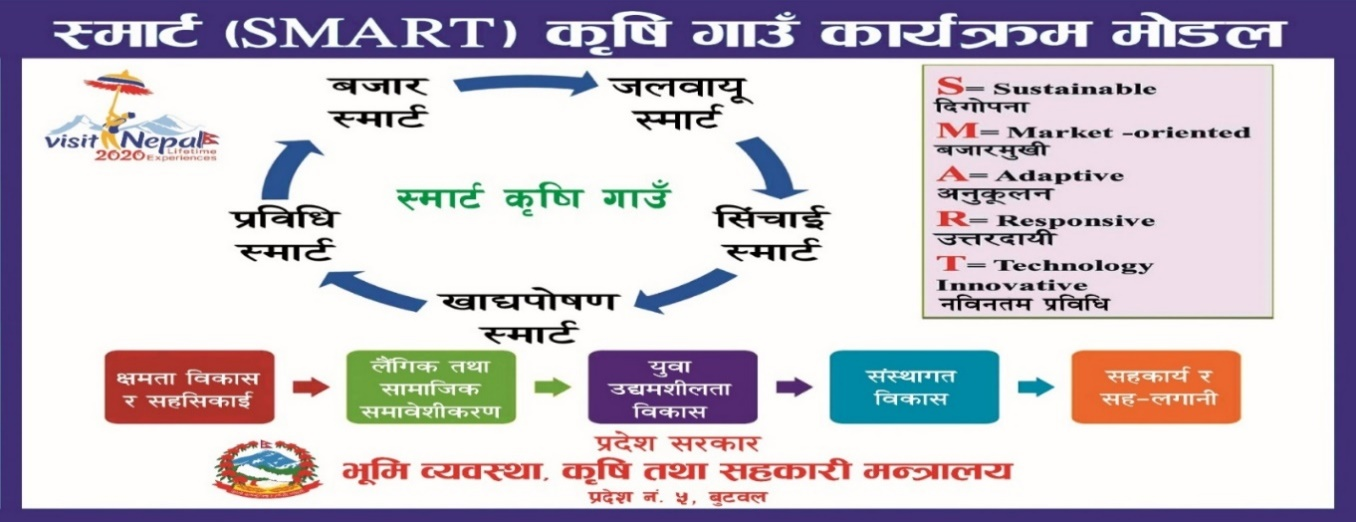 स्मार्ट (SMART) कृषि गाउँ कार्यक्रम मोडल
visit Nepal
2020 Lifetime Experiences
बजार
स्मार्ट
जलवायू
स्मार्ट
सिंचाई
स्मार्ट
खाद्यपोषण
स्मार्ट
प्रविधि
स्मार्ट
स्मार्ट कृषि गाउँ
S= Sustainable
दिगोपना
M= Market -oriented
बजारमुखी
A= Adaptive
अनुकूलन
R= Responsive
उत्तरदायी
T= Technology
Innovative
नविनतम प्रविधि
क्षमता विकास
र सहसिकाई
लैंगिक तथा
सामाजिक
समावेशीकरण
युवा
उद्यमशीलता
विकास
संस्थागत
विकास
सहकार्य र
सह-लगानी
प्रदेश सरकार
भूमि व्यवस्था, कृषि तथा सहकारी मन्त्रालय
प्रदेश नं. ५, बुटवल